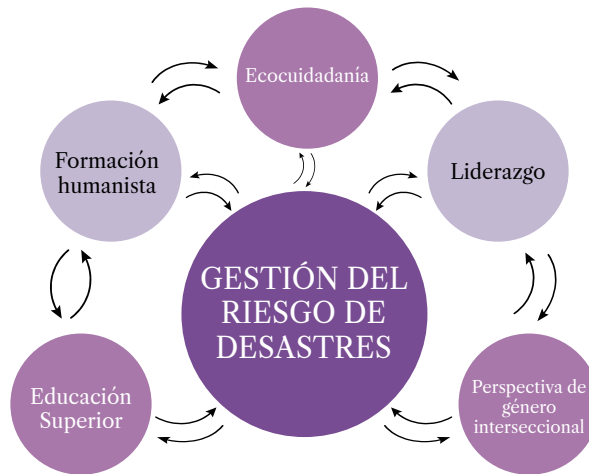 Ecocuidadanía
Formación
humanista
Liderazgo
GESTIÓN DEL
RIESGO DE
DESASTRES
Educación
Superior
Perspectiva de
género
interseccional